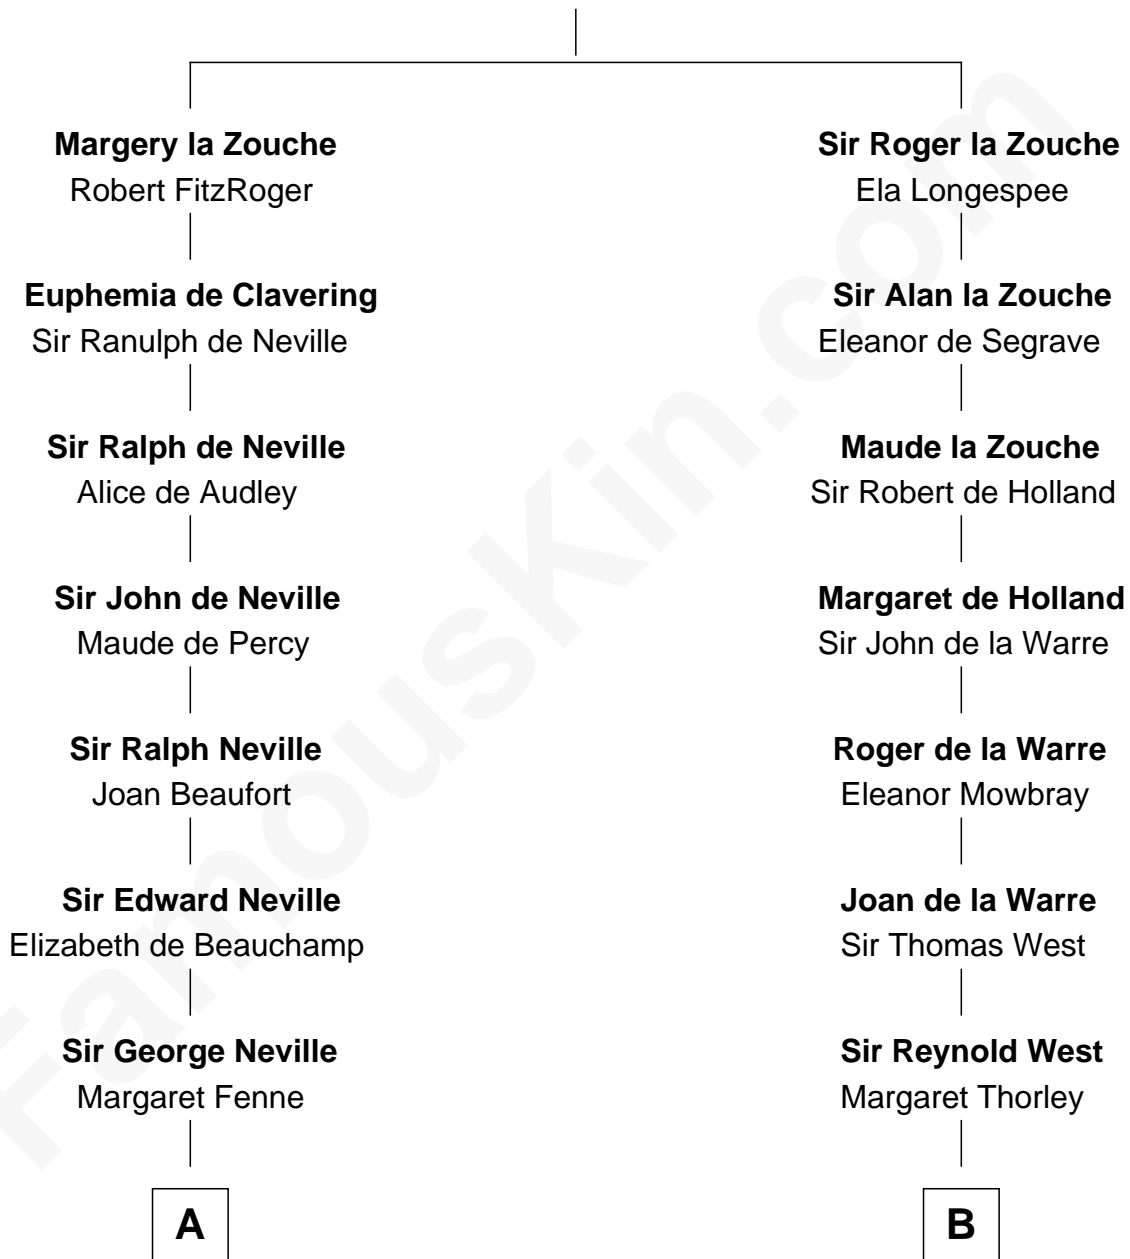 Margery la Zouche
Robert FitzRoger
Euphemia de Clavering
Sir Ranulph de Neville
Sir Ralph de Neville
Alice de Audley
Sir John de Neville
Maude de Percy
Sir Ralph Neville
Joan Beaufort
Sir Edward Neville
Elizabeth de Beauchamp
Sir George Neville
Margaret Fenne
A
Sir Roger la Zouche
Ela Longespee
Sir Alan la Zouche
Eleanor de Segrave
Maude la Zouche
Sir Robert de Holland
Margaret de Holland
Sir John de la Warre
Roger de la Warre
Eleanor Mowbray
Joan de la Warre
Sir Thomas West
Sir Reynold West
Margaret Thorley
B
FamousKin.com